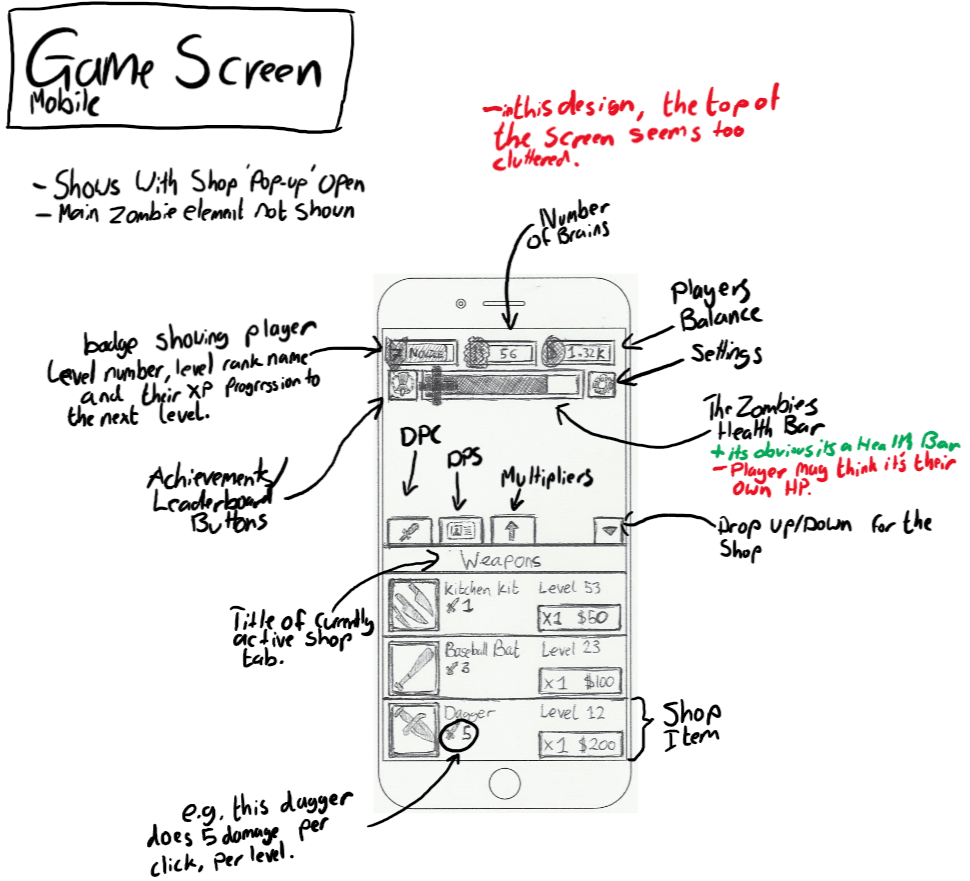 Game Screen
Mobile
- Shows With Shop 'Pop-up' Open
- Main Zombie elemnt not shown
- in this design, the top of
the screen seems too
cluttered.
Number
of Brains
Players
Balance
Settings
badge showing player
level number, level rank name
and their XP progression to
the next level.
56
1.32K
The Zombies
Health Bar
+ its obvious its a Health Bar
- Player may think it's their
own HP.
Achievements/
Leaderboard
Buttons
DPC
DPS
Multipliers
Drop up/Down for the
Shop
Weapons
Title of currntly
active shop
tab.
Kitchen Kit Level 53
1 X1 $50
Baseball Bat Level 23
3 X1 $100
Dagger Level 12
5 X1 $200
Shop
Item
e.g. this dagger
does 5 damage per
click, per level.